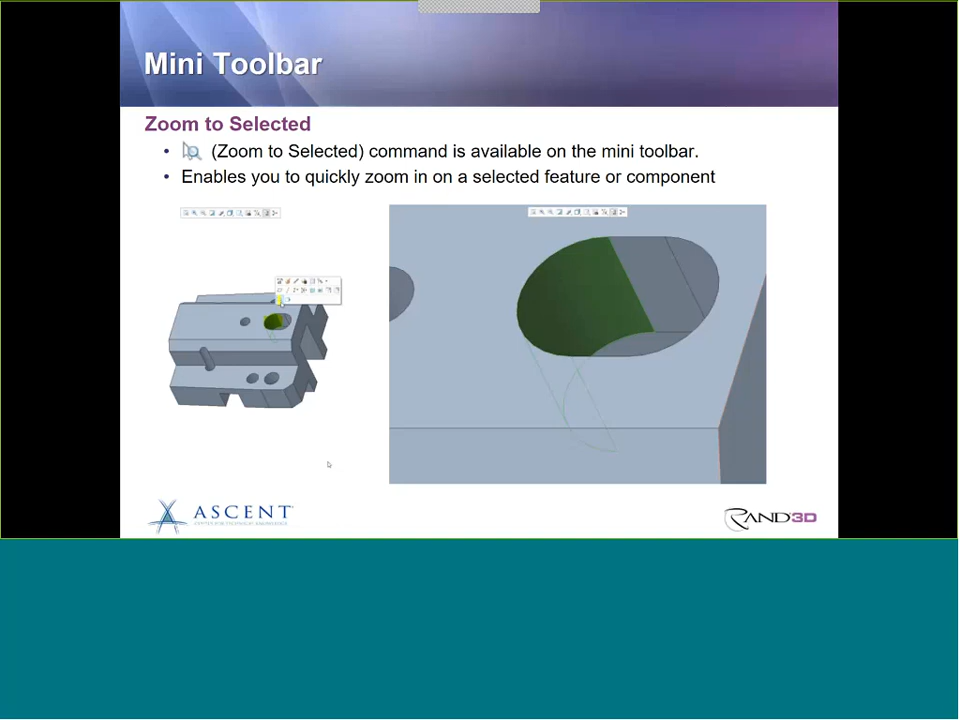 Mini Toolbar
Zoom to Selected
• (Zoom to Selected) command is available on the mini toolbar.
• Enables you to quickly zoom in on a selected feature or component
ASCENT
RAND3D